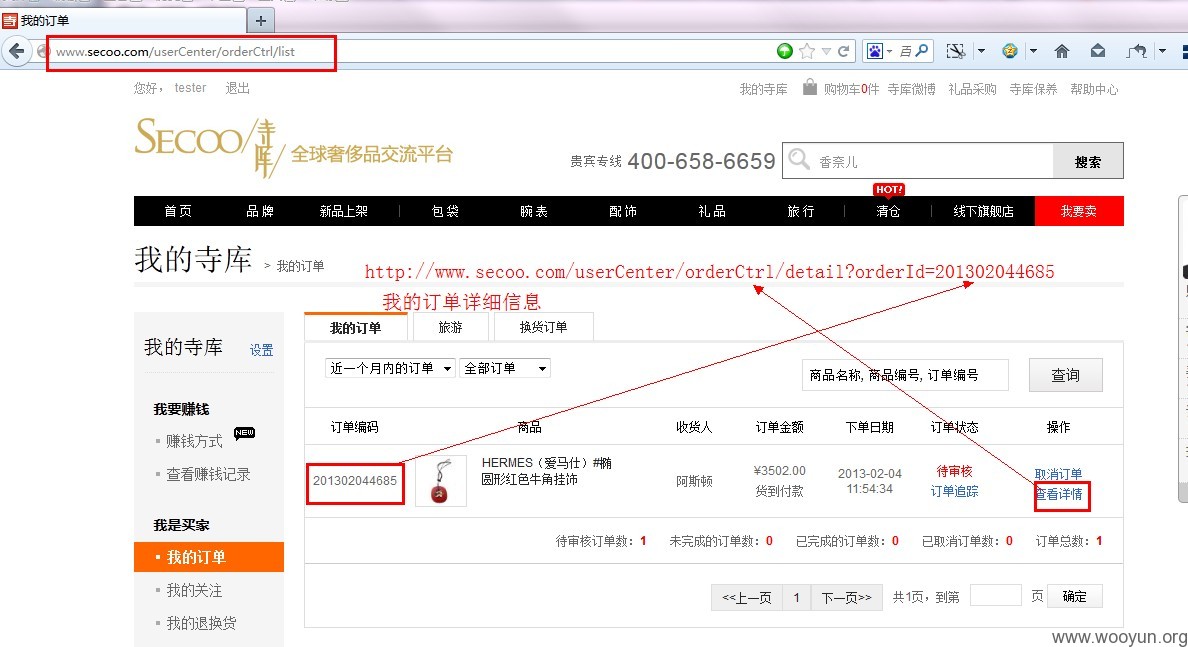 我的订单
www.secoo.com/userCenter/orderCtrl/list
百
您好， tester 退出
我的寺库 购物车0件 寺库微博 礼品采购 寺库保养 帮助中心
SECOO 寺库 全球奢侈品交流平台
贵宾专线 400-658-6659 香奈儿 搜索
HOT!
首页 品牌 新品上架 包袋 腕表 配饰 礼品 旅行 清仓 线下旗舰店 我要卖
我的寺库 > 我的订单
http://www.secoo.com/userCenter/orderCtrl/detail?orderId=201302044685
我的订单详细信息
我的订单 旅游 换货订单
我的寺库 设置
近一个月内的订单 全部订单 商品名称, 商品编号, 订单编号 查询
我要赚钱
赚钱方式 NEW
查看赚钱记录
订单编码 商品 收货人 订单金额 下单日期 订单状态 操作
201302044685
HERMES（爱马仕）#椭
圆形红色牛角挂饰
阿斯顿
¥3502.00
货到付款
2013-02-04
11:54:34
待审核
订单追踪
取消订单
查看详情
我是买家
我的订单
我的关注
我的退换货
待审核订单数：1 未完成的订单数：0 已完成的订单数：0 已取消订单数：0 订单总数：1
<<上一页 1 下一页>> 共1页，到第 页 确定
www.wooyun.org